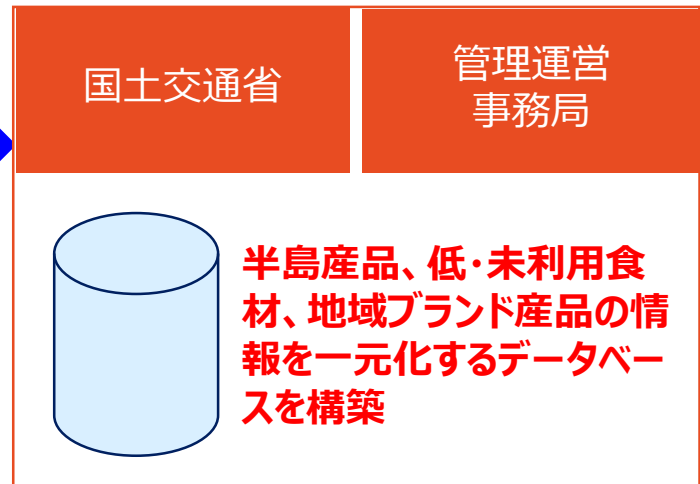 国土交通省
管理運営
事務局
半島産品、低・未利用食
材、地域ブランド産品の情
報を一元化するデータベー
スを構築